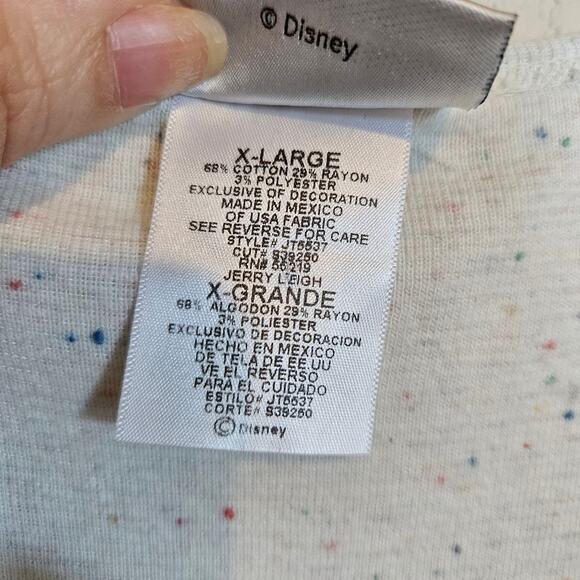 © Disney
X-LARGE
68% COTTON 29% RAYON
3% POLYESTER
EXCLUSIVE OF DECORATION
MADE IN MEXICO
OF USA FABRIC
SEE REVERSE FOR CARE
STYLE# JT5537
CUT# S39250
RN# 55219
JERRY LEIGH
X-GRANDE
68% ALGODON 29% RAYON
3% POLIESTER
EXCLUSIVO DE DECORACION
HECHO EN MEXICO
DE TELA DE EE.UU
VE EL REVERSO
PARA EL CUIDADO
ESTILO# JT5537
CORTE# S39250
© Disney